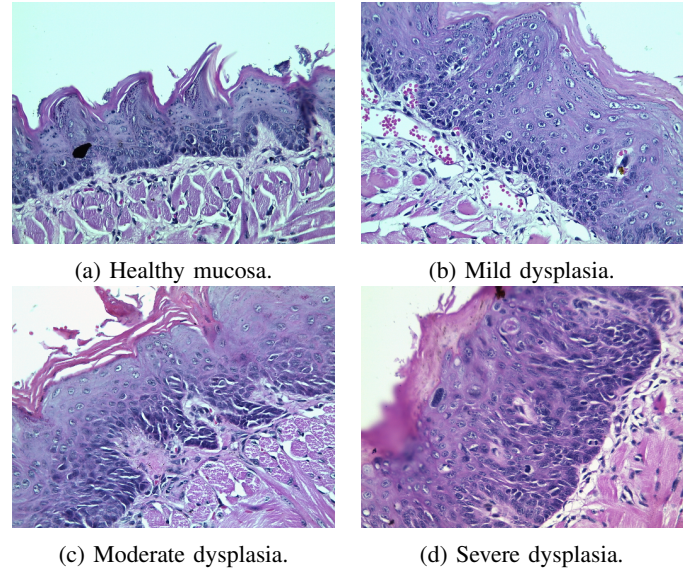 (a) Healthy mucosa.
(b) Mild dysplasia.
(c) Moderate dysplasia.
(d) Severe dysplasia.